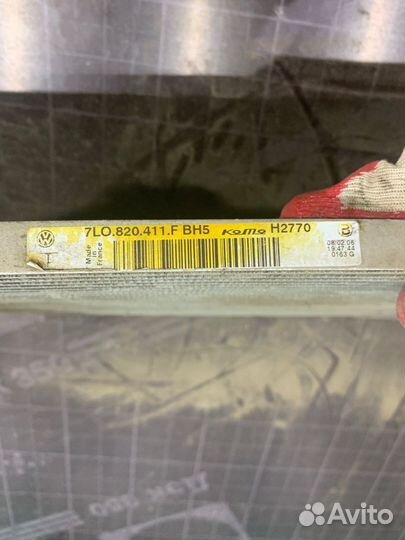 7LO.820.411.F BH5 KoMo H2770
T
Made
in
France
08.02.06
19:47 44
0163 G
Avito